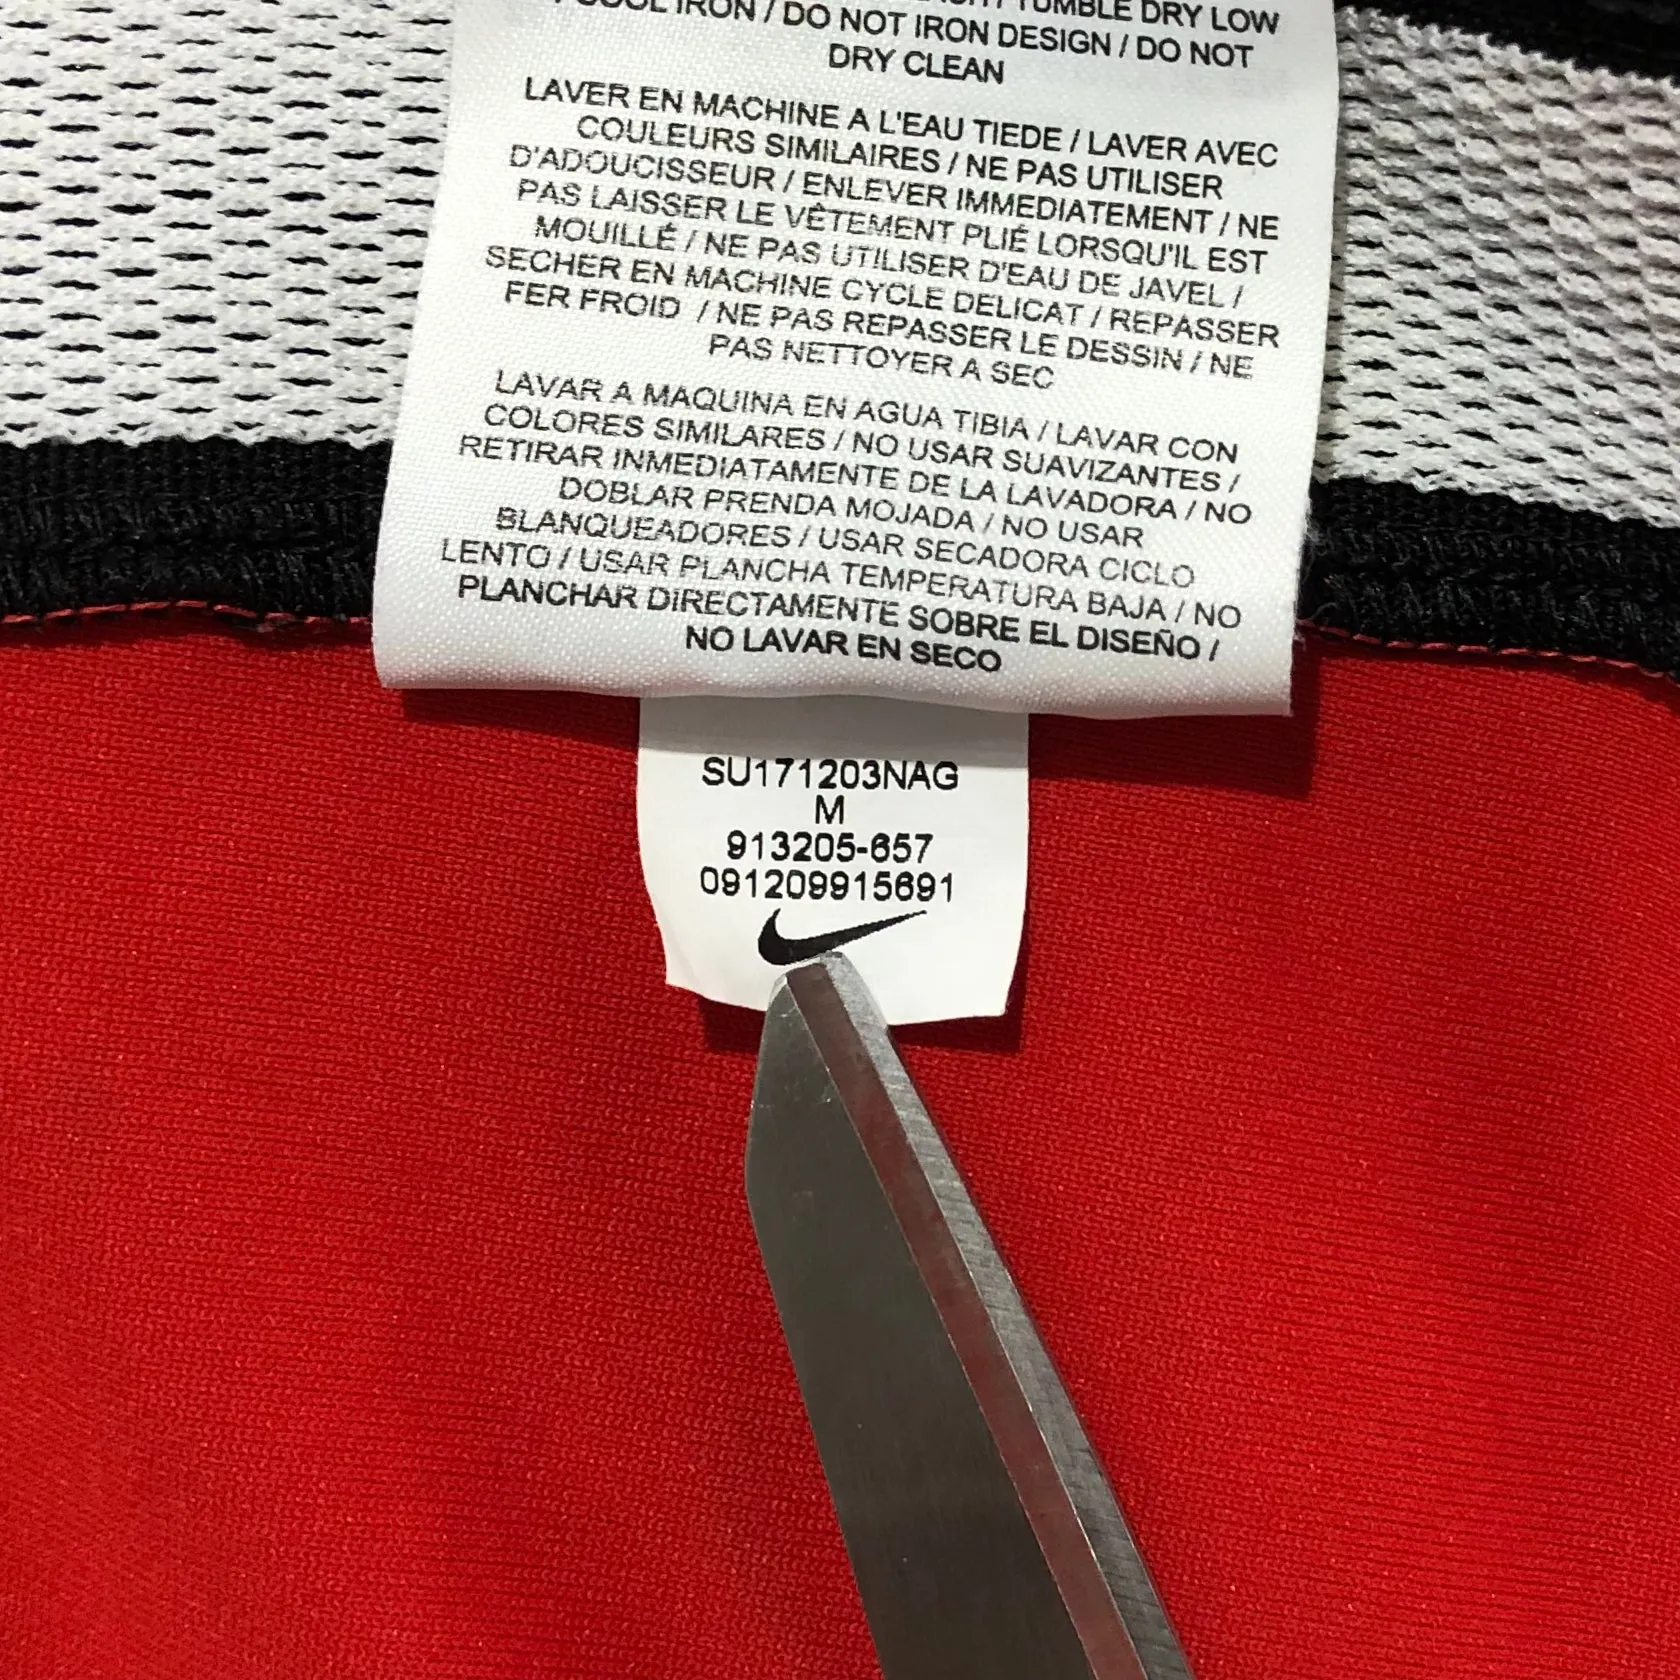 TUMBLE DRY LOW
COOL IRON / DO NOT IRON DESIGN / DO NOT
DRY CLEAN
LAVER EN MACHINE A L'EAU TIEDE / LAVER AVEC
COULEURS SIMILAIRES / NE PAS UTILISER
D'ADOUCISSEUR / ENLEVER IMMEDIATEMENT / NE
PAS LAISSER LE VÊTEMENT PLIÉ LORSQU'IL EST
MOUILLÉ / NE PAS UTILISER D'EAU DE JAVEL /
SECHER EN MACHINE CYCLE DELICAT / REPASSER
FER FROID / NE PAS REPASSER LE DESSIN / NE
PAS NETTOYER A SEC
LAVAR A MAQUINA EN AGUA TIBIA / LAVAR CON
COLORES SIMILARES / NO USAR SUAVIZANTES /
RETIRAR INMEDIATAMENTE DE LA LAVADORA / NO
DOBLAR PRENDA MOJADA / NO USAR
BLANQUEADORES / USAR SECADORA CICLO
LENTO / USAR PLANCHA TEMPERATURA BAJA / NO
PLANCHAR DIRECTAMENTE SOBRE EL DISEÑO /
NO LAVAR EN SECO
SU171203NAG
M
913205-657
091209915691